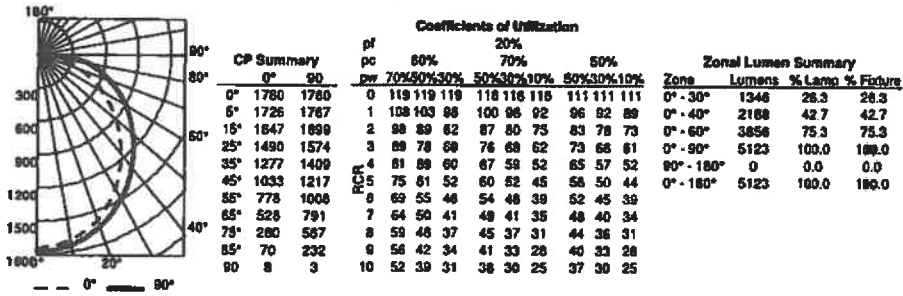 180°
90°
80°
60°
40°
20°
300
600
900
1200
1500
1800°
0° 90°
CP Summary
0° 90
0° 1760 1760
5° 1726 1767
15° 1647 1699
25° 1490 1574
35° 1277 1409
45° 1033 1217
55° 778 1008
65° 528 791
75° 280 567
85° 70 232
90 8 3
Coefficients of Utilization
pf 20%
pc 80% 70% 50%
pw 70%50%30% 50%30%10% 50%30%10%
RCR
0 119 119 119 116 116 116 111 111 111
1 108 103 98 100 96 92 96 92 89
2 98 89 82 87 80 75 83 78 73
3 89 78 69 76 68 62 73 66 61
4 81 69 60 67 59 52 65 57 52
5 75 61 52 60 52 45 58 50 44
6 69 55 46 54 46 39 52 45 39
7 64 50 41 49 41 35 48 40 34
8 59 46 37 45 37 31 44 36 31
9 56 42 34 41 33 28 40 33 28
10 52 39 31 38 30 25 37 30 25
Zonal Lumen Summary
Zone Lumens % Lamp % Fixture
0° - 30° 1346 26.3 26.3
0° - 40° 2188 42.7 42.7
0° - 60° 3856 75.3 75.3
0° - 90° 5123 100.0 100.0
90° - 180° 0 0.0 0.0
0° - 180° 5123 100.0 100.0